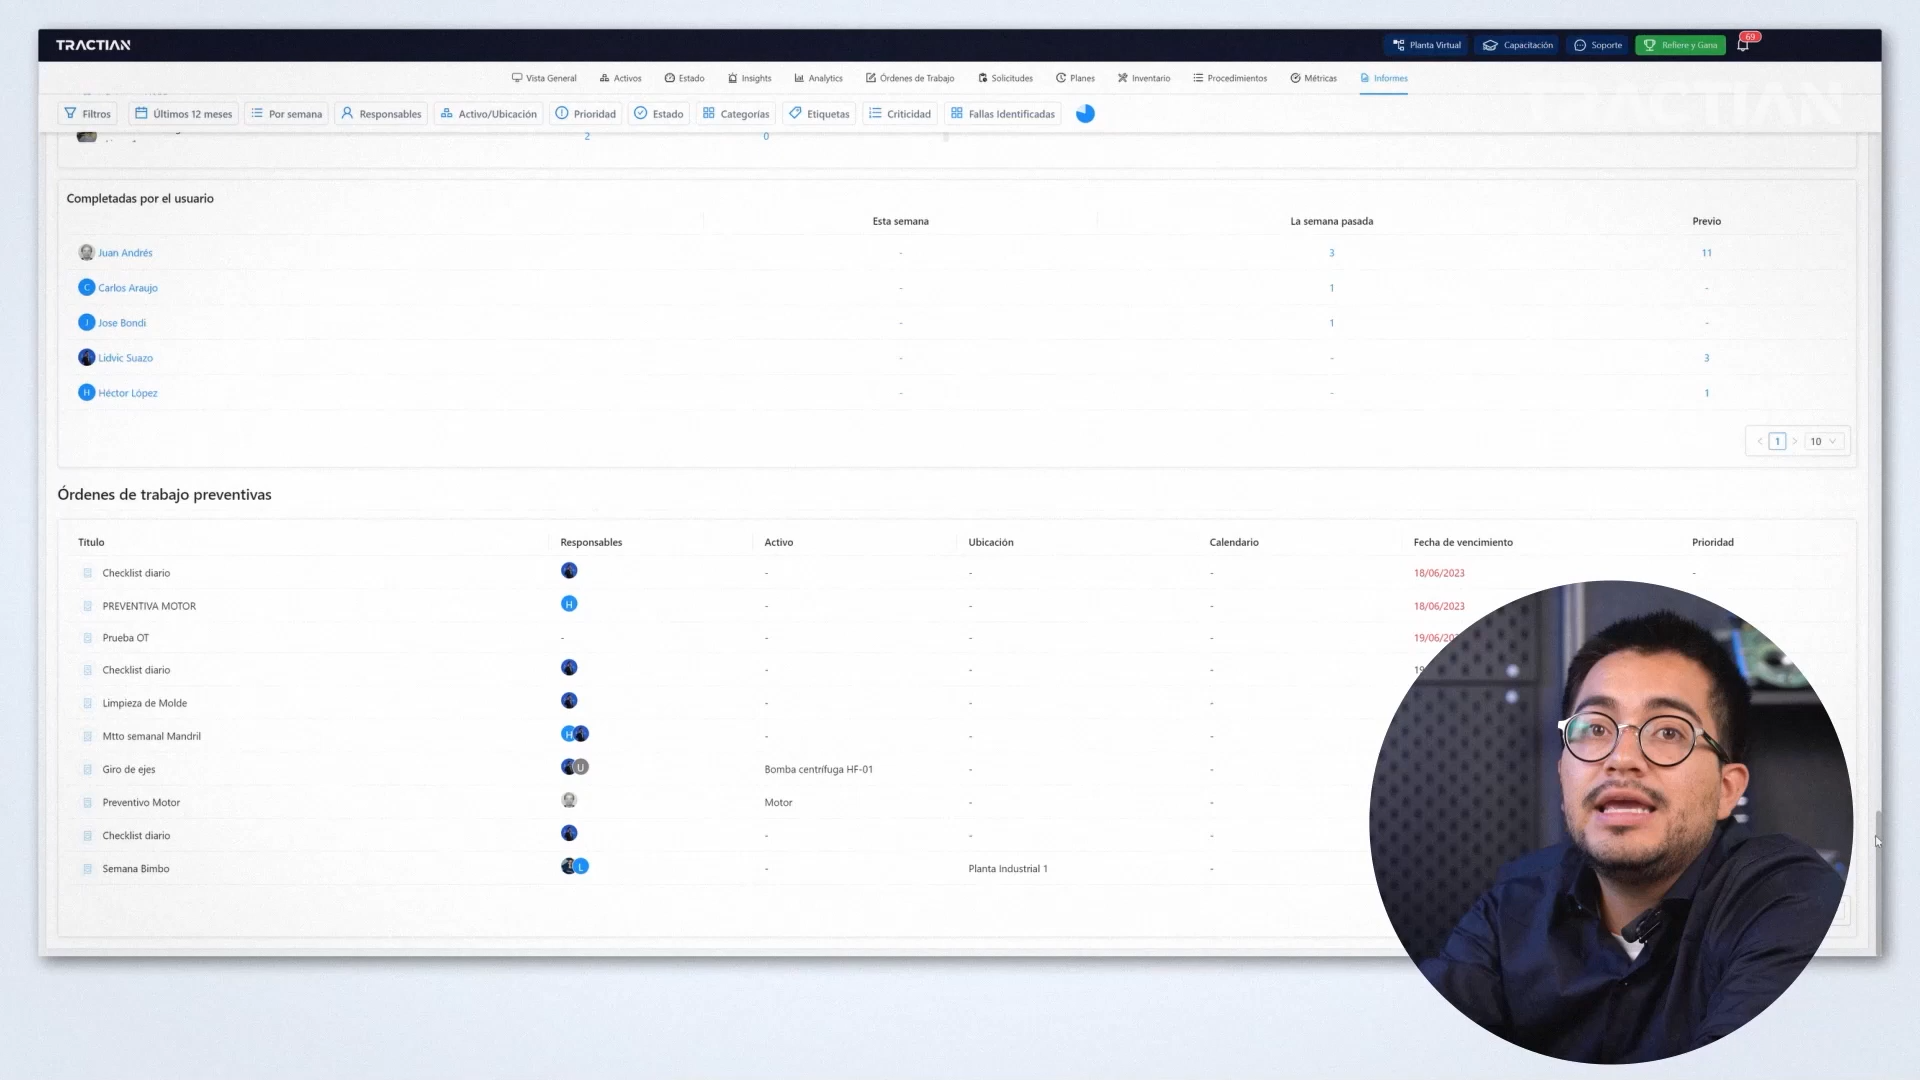 TRACTIAN
Planta Virtual
Capacitación
Soporte
Refiere y Gana
69
Vista General
Activos
Estado
Insights
Analytics
Órdenes de Trabajo
Solicitudes
Planes
Inventario
Procedimientos
Métricas
Informes
TRACTIAN
Filtros
Últimos 12 meses
Por semana
Responsables
Activo/Ubicación
Prioridad
Estado
Categorías
Etiquetas
Criticidad
Fallas Identificadas
2 0
Completadas por el usuario
Esta semana La semana pasada Previo
Juan Andrés - 3 11
C Carlos Araujo - 1 -
J Jose Bondi - 1 -
Lidvic Suazo - - 3
H Héctor López - - 1
< 1 > 10
Órdenes de trabajo preventivas
Título Responsables Activo Ubicación Calendario Fecha de vencimiento Prioridad
Checklist diario - - - 18/06/2023 -
PREVENTIVA MOTOR H - - - 18/06/2023
Prueba OT - - - -
Checklist diario - - -
Limpieza de Molde - - -
Mtto semanal Mandril H - - -
Giro de ejes U Bomba centrífuga HF-01 - -
Preventivo Motor Motor - -
Checklist diario - - -
Semana Bimbo L - Planta Industrial 1 -